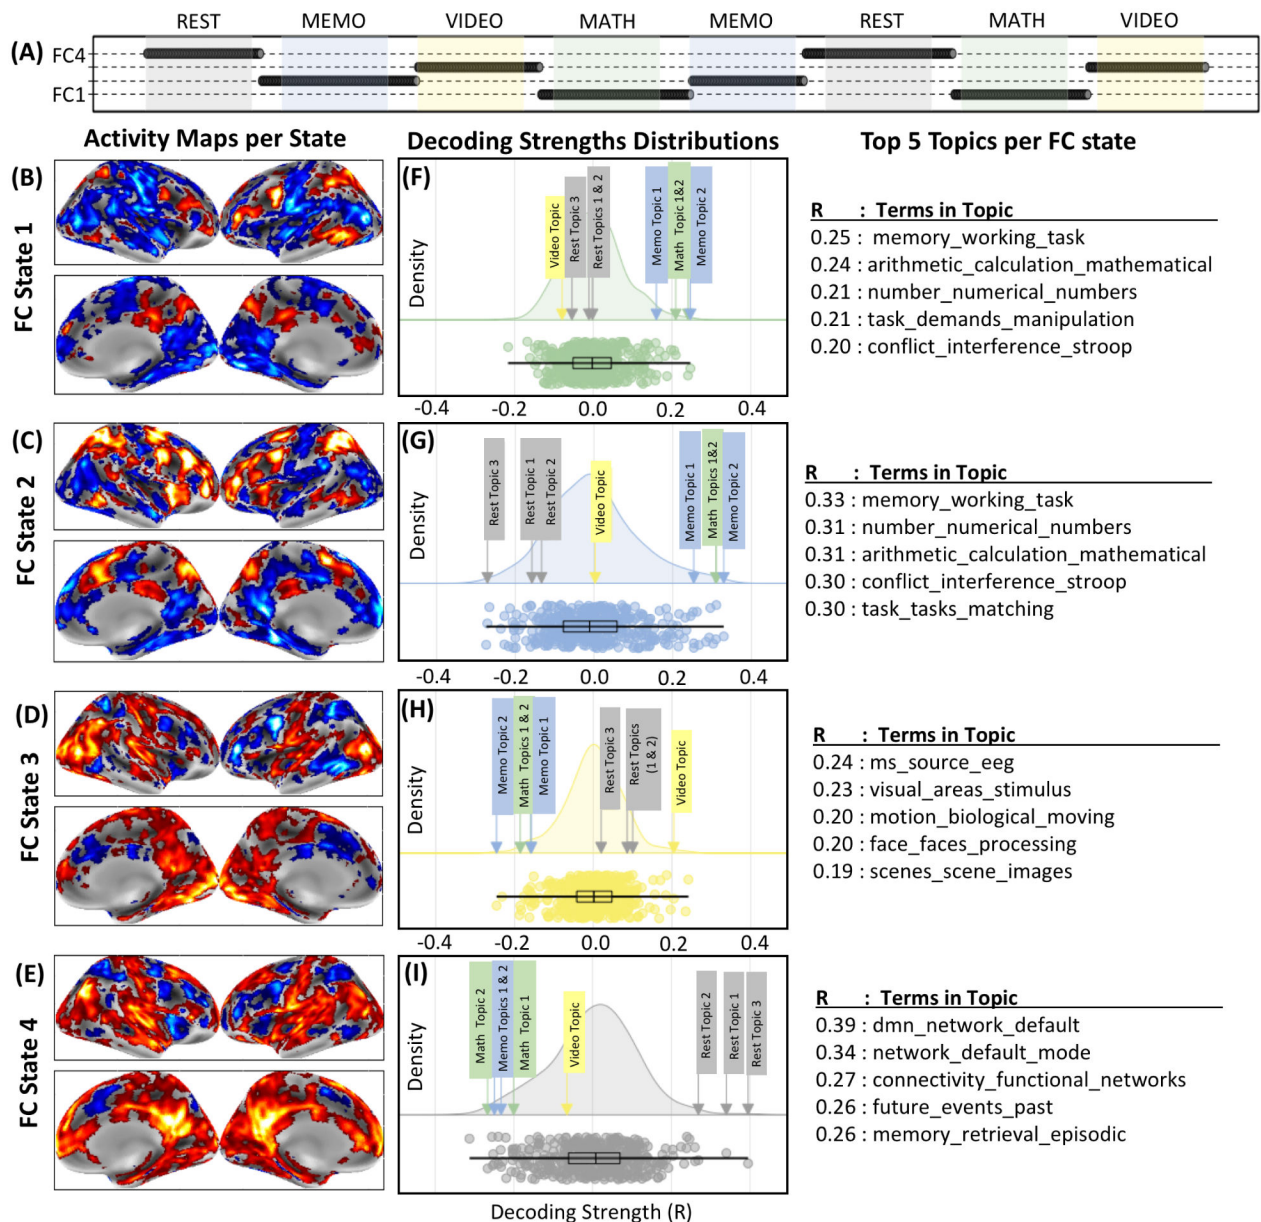 REST MEMO VIDEO MATH MEMO REST MATH VIDEO
(A) FC4
FC1
Activity Maps per State
Decoding Strengths Distributions
Top 5 Topics per FC state
(B)
FC State 1
(F)
Density
Video Topic
Rest Topic 3
Rest Topics 1 & 2
Memo Topic 1
Math Topic 1&2
Memo Topic 2
-0.4 -0.2 0.0 0.2 0.4
R : Terms in Topic
0.25 : memory_working_task
0.24 : arithmetic_calculation_mathematical
0.21 : number_numerical_numbers
0.21 : task_demands_manipulation
0.20 : conflict_interference_stroop
(C)
FC State 2
(G)
Density
Rest Topic 3
Rest Topic 1
Rest Topic 2
Video Topic
Memo Topic 1
Math Topics 1&2
Memo Topic 2
-0.4 -0.2 0.0 0.2 0.4
R : Terms in Topic
0.33 : memory_working_task
0.31 : number_numerical_numbers
0.31 : arithmetic_calculation_mathematical
0.30 : conflict_interference_stroop
0.30 : task_tasks_matching
(D)
FC State 3
(H)
Density
Memo Topic 2
Math Topics 1 & 2
Memo Topic 1
Rest Topic 3
Rest Topics
(1 & 2)
Video Topic
-0.4 -0.2 0.0 0.2 0.4
R : Terms in Topic
0.24 : ms_source_eeg
0.23 : visual_areas_stimulus
0.20 : motion_biological_moving
0.20 : face_faces_processing
0.19 : scenes_scene_images
(E)
FC State 4
(I)
Density
Math Topic 2
Memo Topics 1 & 2
Math Topic 1
Video Topic
Rest Topic 2
Rest Topic 1
Rest Topic 3
-0.4 -0.2 0.0 0.2 0.4
Decoding Strength (R)
R : Terms in Topic
0.39 : dmn_network_default
0.34 : network_default_mode
0.27 : connectivity_functional_networks
0.26 : future_events_past
0.26 : memory_retrieval_episodic